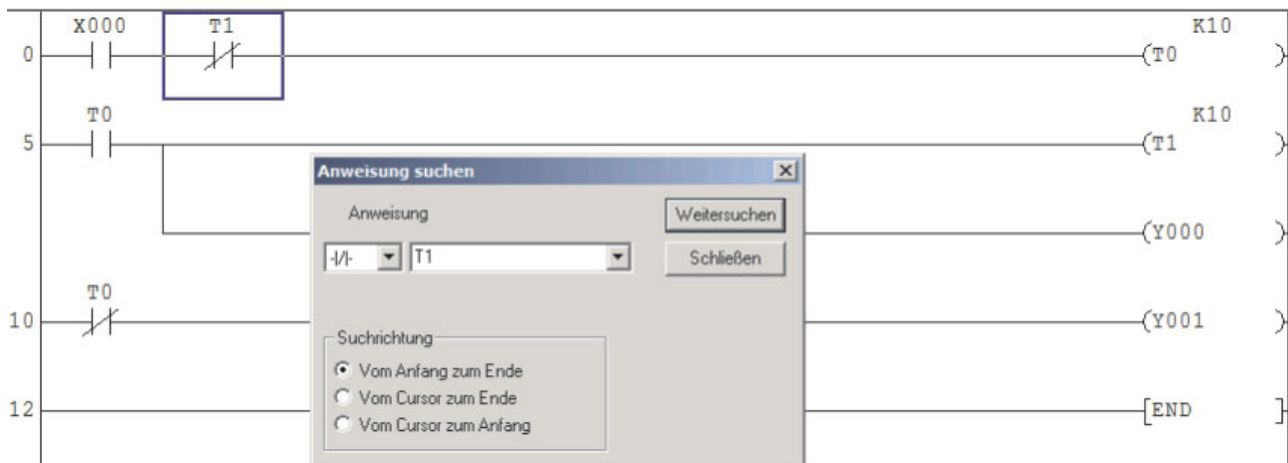 X000 T1 K10
0 (T0 )
T0 K10
5 (T1 )
Anweisung suchen
Anweisung Weitersuchen
(Y000 )
-|/|- T1 Schließen
T0
10 (Y001 )
Suchrichtung
Vom Anfang zum Ende
Vom Cursor zum Ende
12 [END ]
Vom Cursor zum Anfang